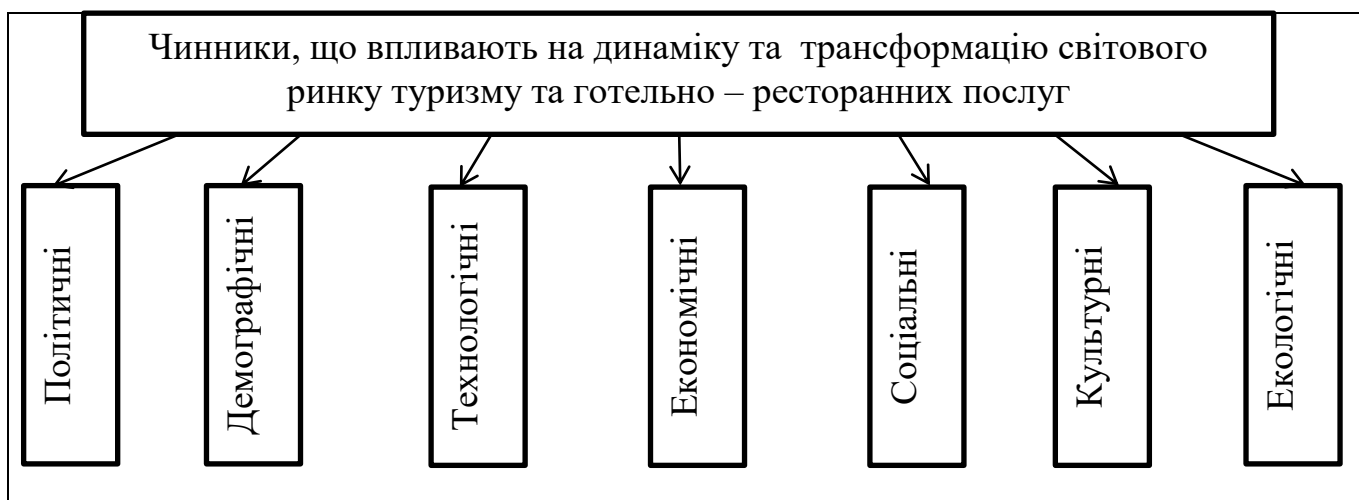 Чинники, що впливають на динаміку та  трансформацію світового
ринку туризму та готельно – ресторанних послуг
Політичні
Демографічні
Технологічні
Економічні
Соціальні
Культурні
Екологічні